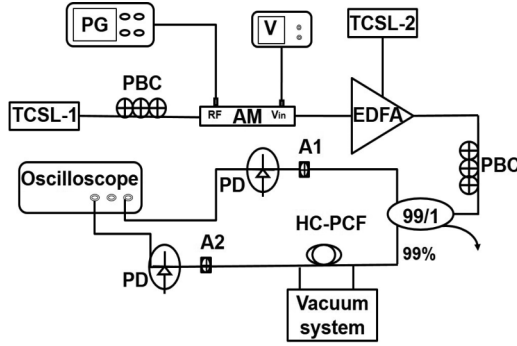 TCSL-2
PG
V
PBC
TCSL-1
RF
AM
Vin
EDFA
A1
PBC
Oscilloscope
PD
HC-PCF
99/1
A2
99%
PD
Vacuum
system